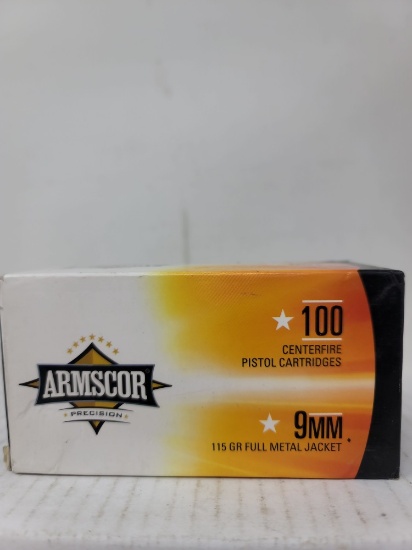 ARMSCOR
PRECISION
100
CENTERFIRE
PISTOL CARTRIDGES
9MM
115 GR FULL METAL JACKET